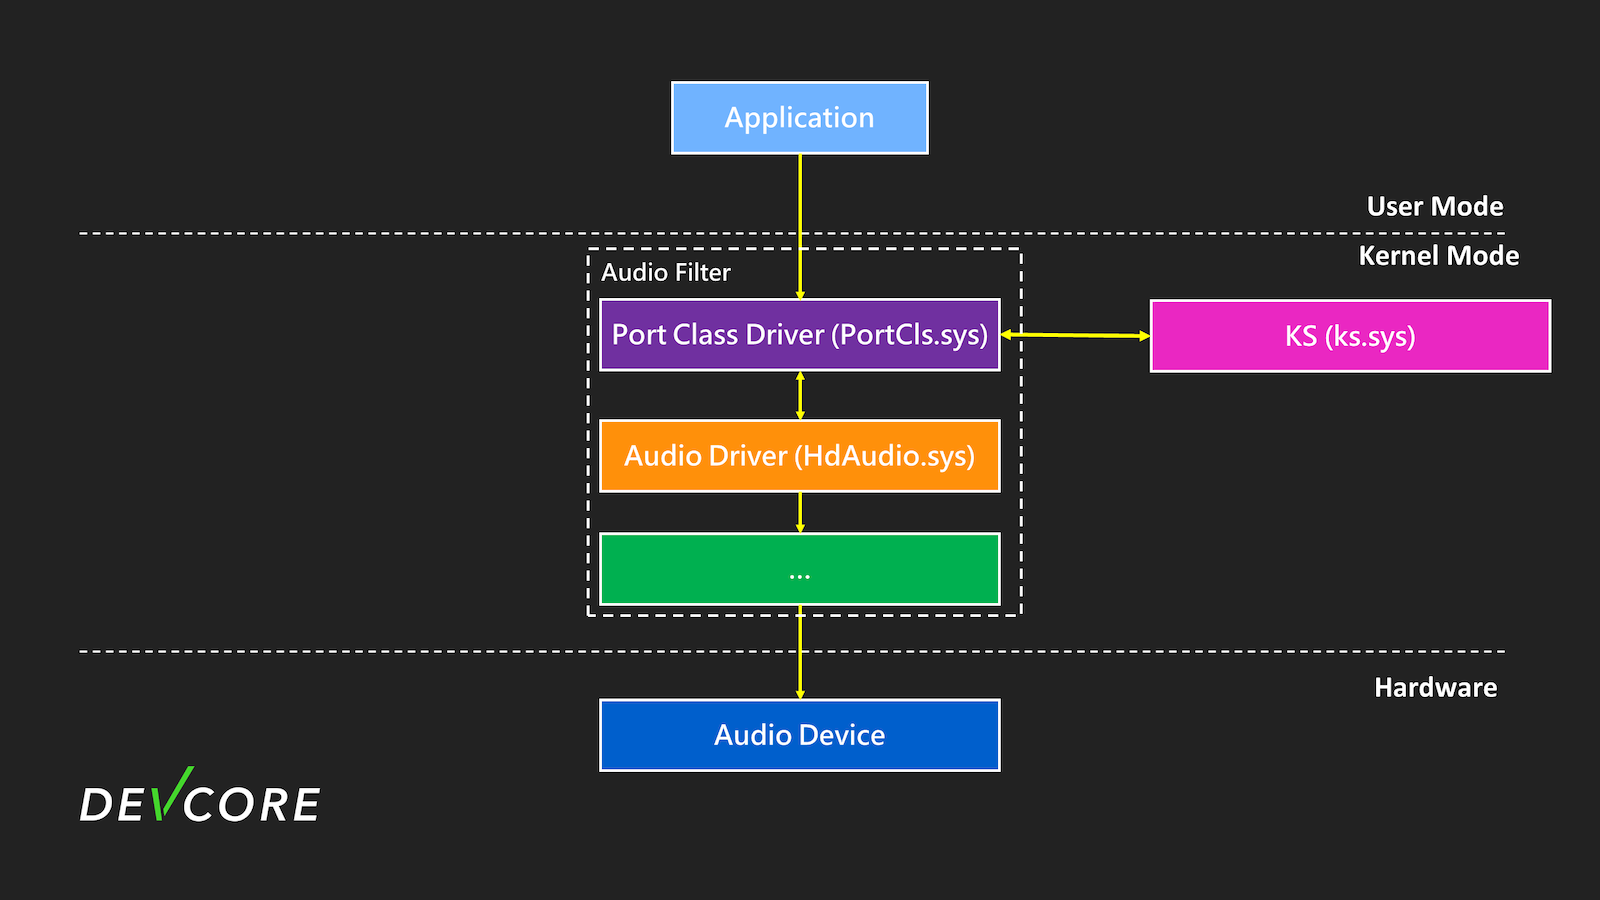 Application
User Mode
Kernel Mode
Audio Filter
Port Class Driver (PortCls.sys)
KS (ks.sys)
Audio Driver (HdAudio.sys)
...
Hardware
Audio Device
DEVCORE